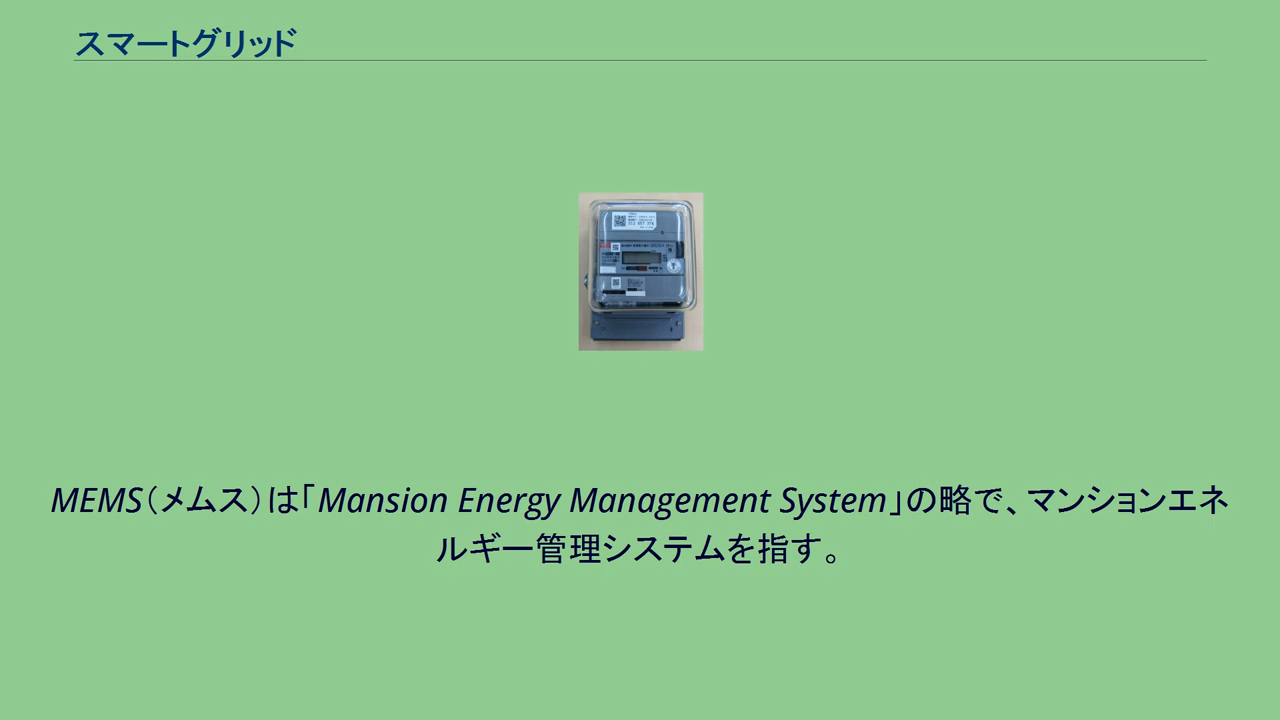 スマートグリッド
MEMS（メムス）は「Mansion Energy Management System」の略で、マンションエネ
ルギー管理システムを指す。